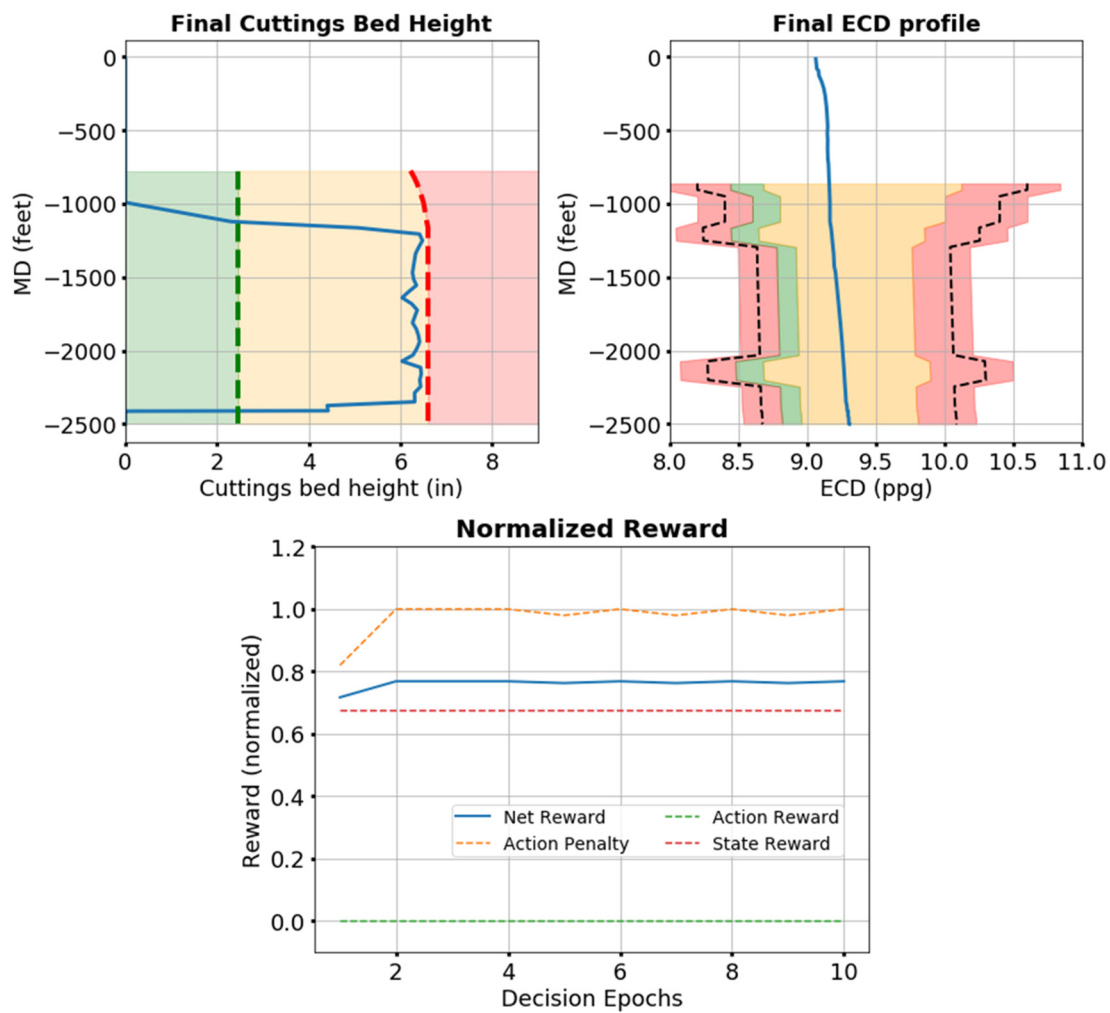 Final Cuttings Bed Height
0
−500
−1000
−1500
−2000
−2500
MD (feet)
0 2 4 6 8
Cuttings bed height (in)
Final ECD profile
0
−500
−1000
−1500
−2000
−2500
MD (feet)
8.0 8.5 9.0 9.5 10.0 10.5 11.0
ECD (ppg)
Normalized Reward
1.2
1.0
0.8
0.6
0.4
0.2
0.0
Reward (normalized)
Net Reward Action Reward
Action Penalty State Reward
2 4 6 8 10
Decision Epochs